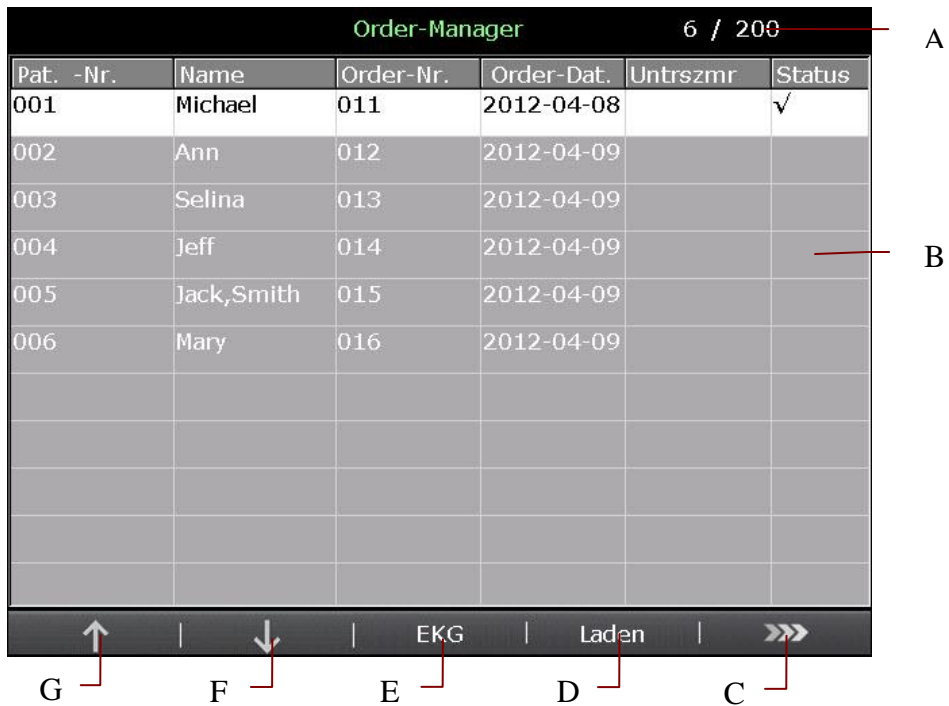 Order-Manager 6 / 200 A
Pat. -Nr. Name Order-Nr. Order-Dat. Untrszmr Status
001 Michael 011 2012-04-08 √
002 Ann 012 2012-04-09
003 Selina 013 2012-04-09
004 Jeff 014 2012-04-09 B
005 Jack,Smith 015 2012-04-09
006 Mary 016 2012-04-09
↑ | ↓ | EKG | Laden | >>>
G F E D C